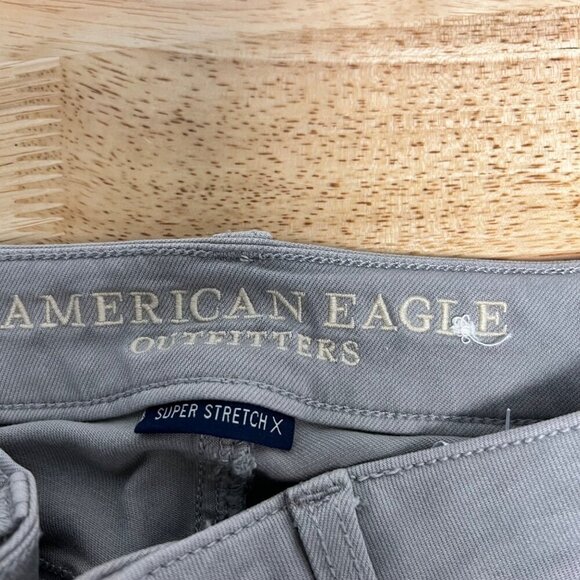 AMERICAN EAGLE
OUTFITTERS
SUPER STRETCH X